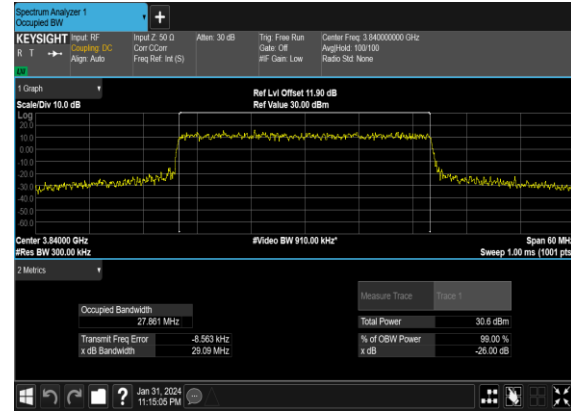 Spectrum Analyzer 1
Occupied BW
+
KEYSIGHT Input: RF
R T Coupling: DC
Align: Auto
Input Z: 50 Ω
Corr CCorr
Freq Ref: Int (S)
Atten: 30 dB
Trig: Free Run
Gate: Off
#IF Gain: Low
Center Freq: 3.840000000 GHz
Avg|Hold: 100/100
Radio Std: None
LU
1 Graph
Scale/Div 10.0 dB
Ref Lvl Offset 11.90 dB
Ref Value 30.00 dBm
Log
20.0
10.0
0.00
-10.0
-20.0
-30.0
-40.0
-50.0
-60.0
Center 3.84000 GHz
#Res BW 300.00 kHz
#Video BW 910.00 kHz*
Span 60 MHz
Sweep 1.00 ms (1001 pts)
2 Metrics
Measure Trace Trace 1
Occupied Bandwidth
27.861 MHz
Total Power 30.6 dBm
Transmit Freq Error -8.563 kHz
% of OBW Power 99.00 %
x dB Bandwidth 29.09 MHz
x dB -26.00 dB
?
Jan 31, 2024
11:15:05 PM